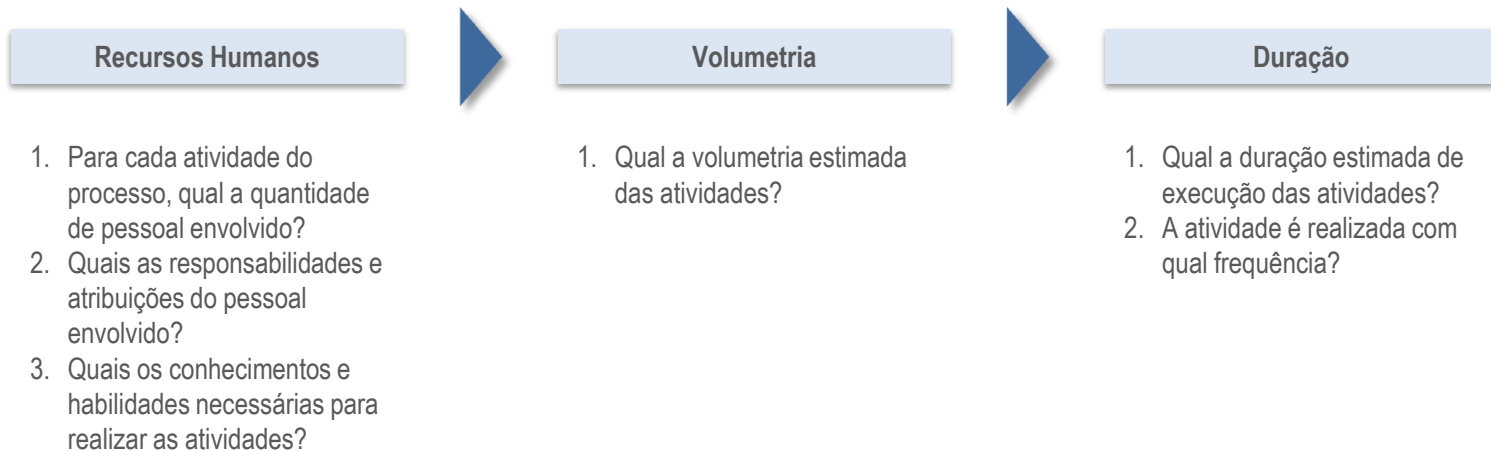 Recursos Humanos
1. Para cada atividade do
processo, qual a quantidade
de pessoal envolvido?
2. Quais as responsabilidades e
atribuições do pessoal
envolvido?
3. Quais os conhecimentos e
habilidades necessárias para
realizar as atividades?
Volumetria
1. Qual a volumetria estimada
das atividades?
Duração
1. Qual a duração estimada de
execução das atividades?
2. A atividade é realizada com
qual frequência?